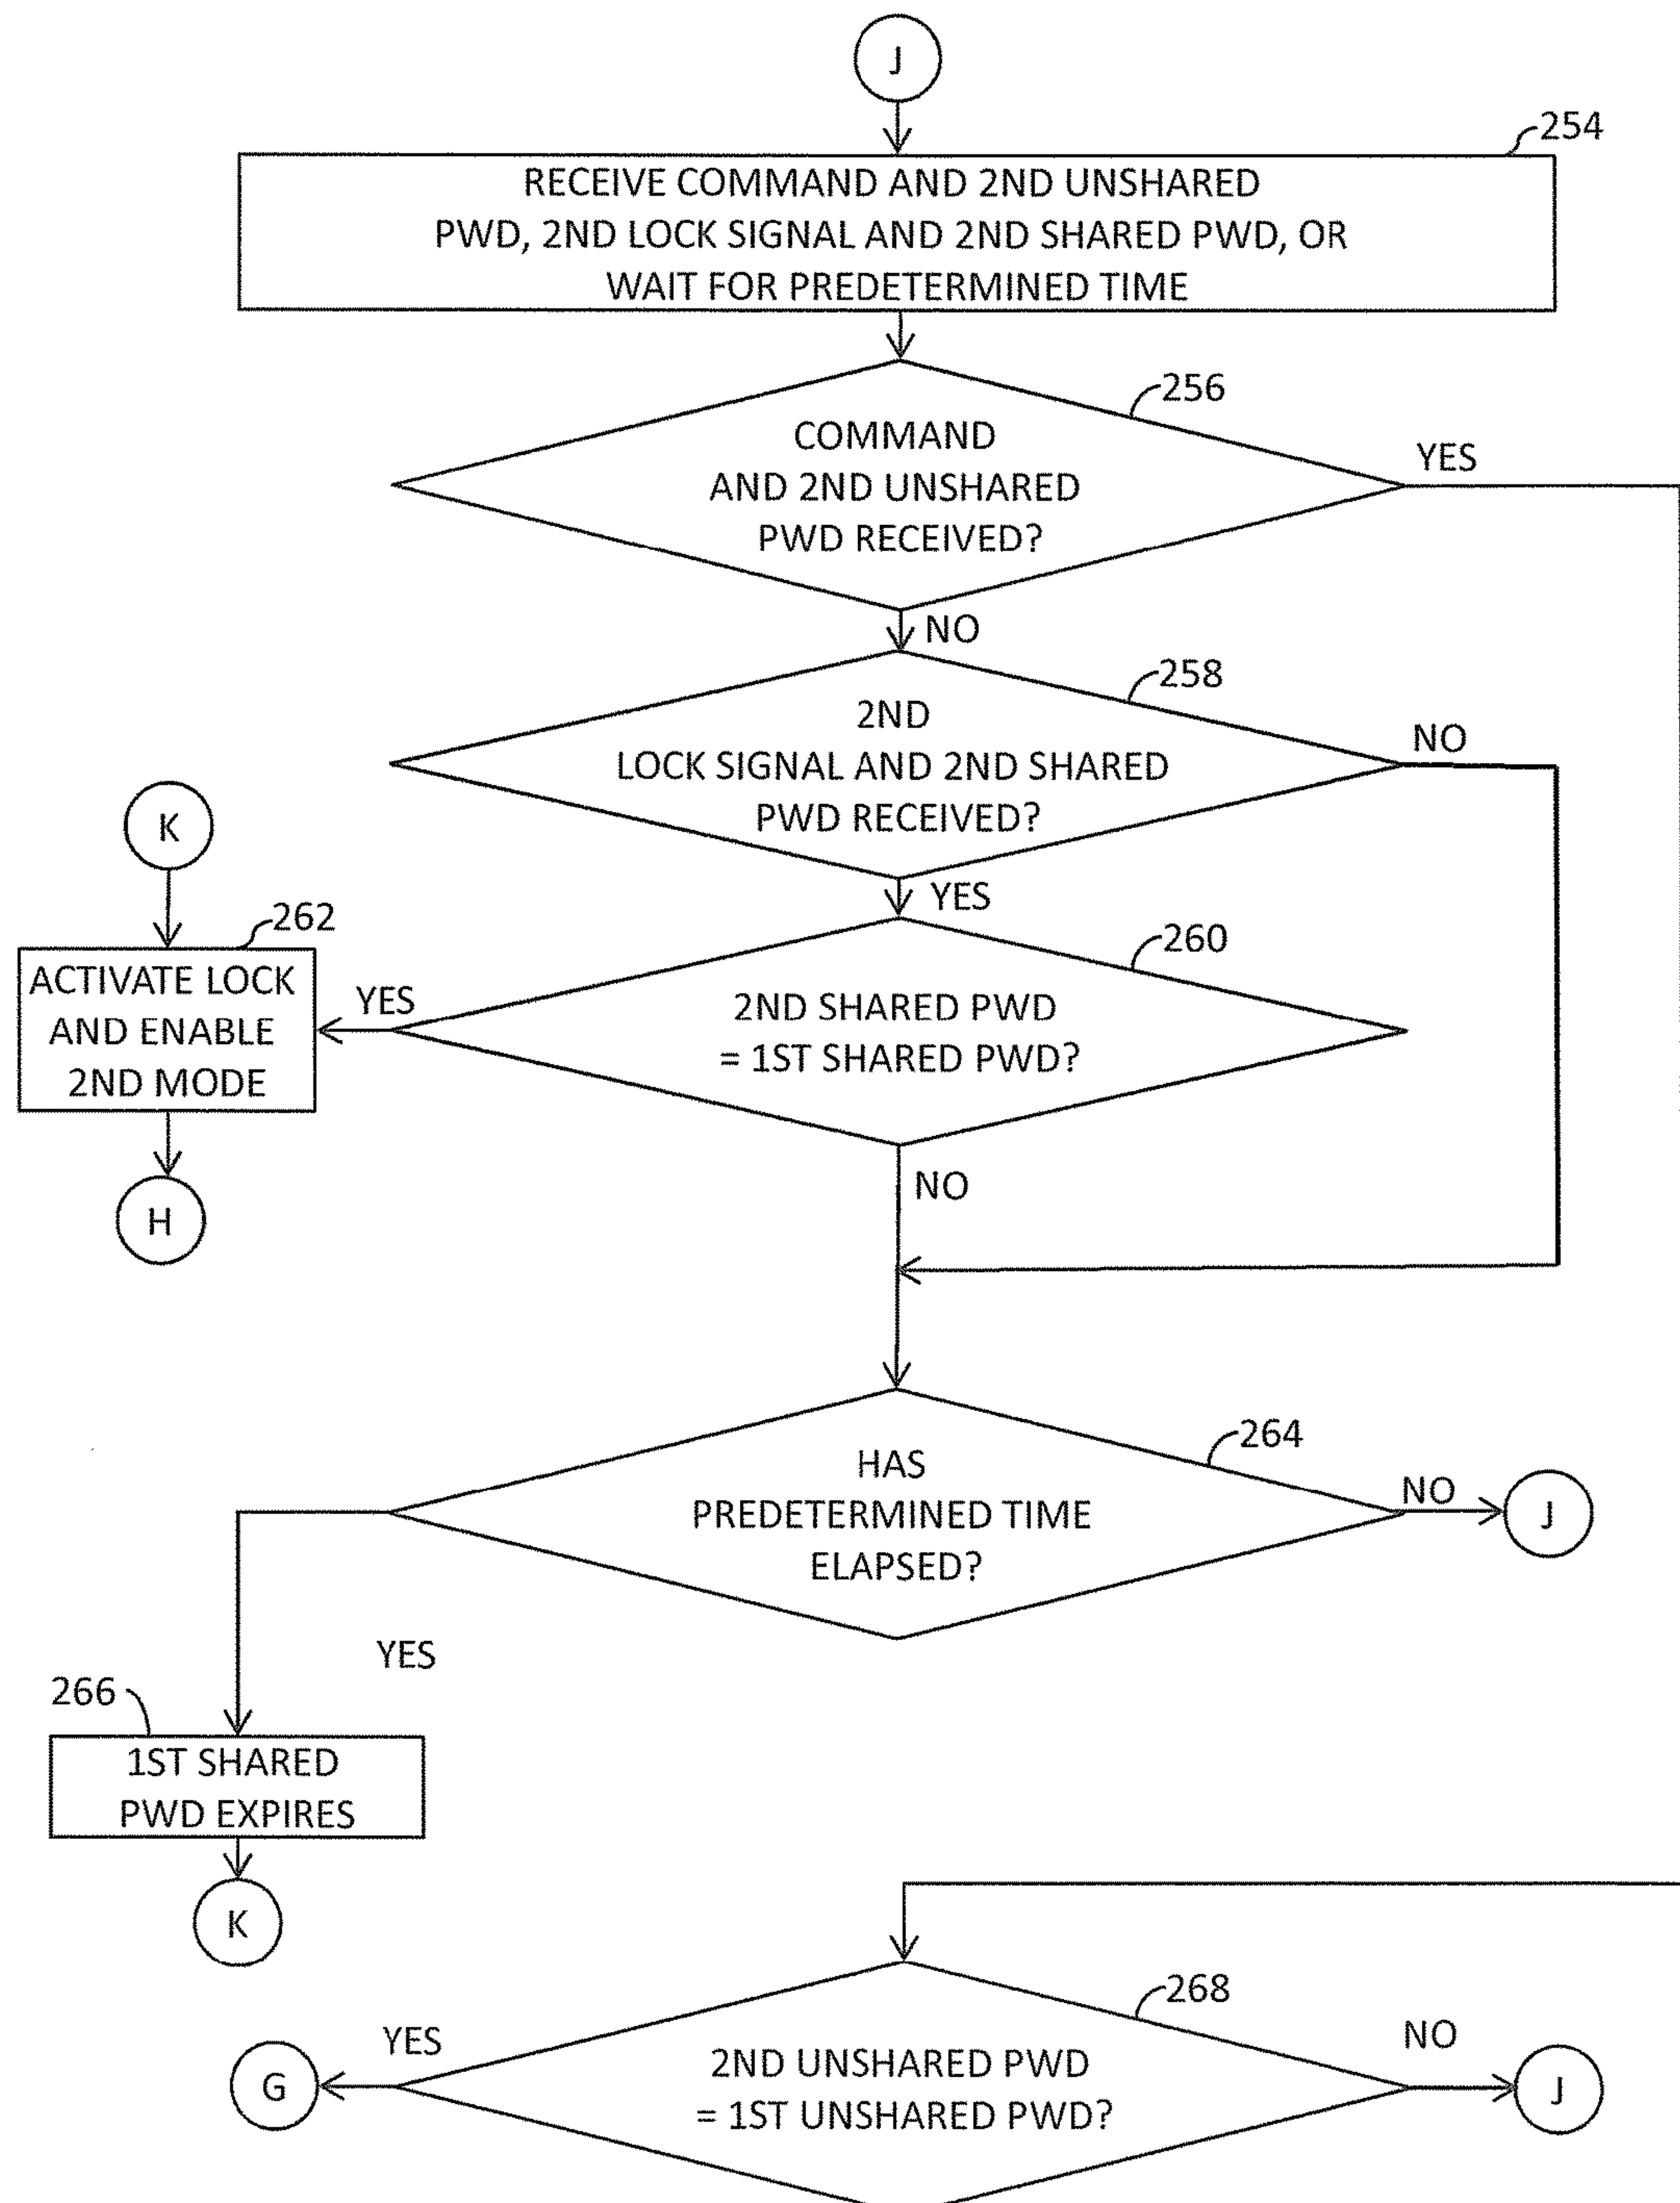 J
254
RECEIVE COMMAND AND 2ND UNSHARED
PWD, 2ND LOCK SIGNAL AND 2ND SHARED PWD, OR
WAIT FOR PREDETERMINED TIME
256
COMMAND
AND 2ND UNSHARED
PWD RECEIVED?
YES
NO
258
2ND
LOCK SIGNAL AND 2ND SHARED
PWD RECEIVED?
NO
YES
K
262
ACTIVATE LOCK
AND ENABLE
2ND MODE
H
260
2ND SHARED PWD
= 1ST SHARED PWD?
YES
NO
264
HAS
PREDETERMINED TIME
ELAPSED?
NO
J
YES
266
1ST SHARED
PWD EXPIRES
K
268
2ND UNSHARED PWD
= 1ST UNSHARED PWD?
YES
G
NO
J